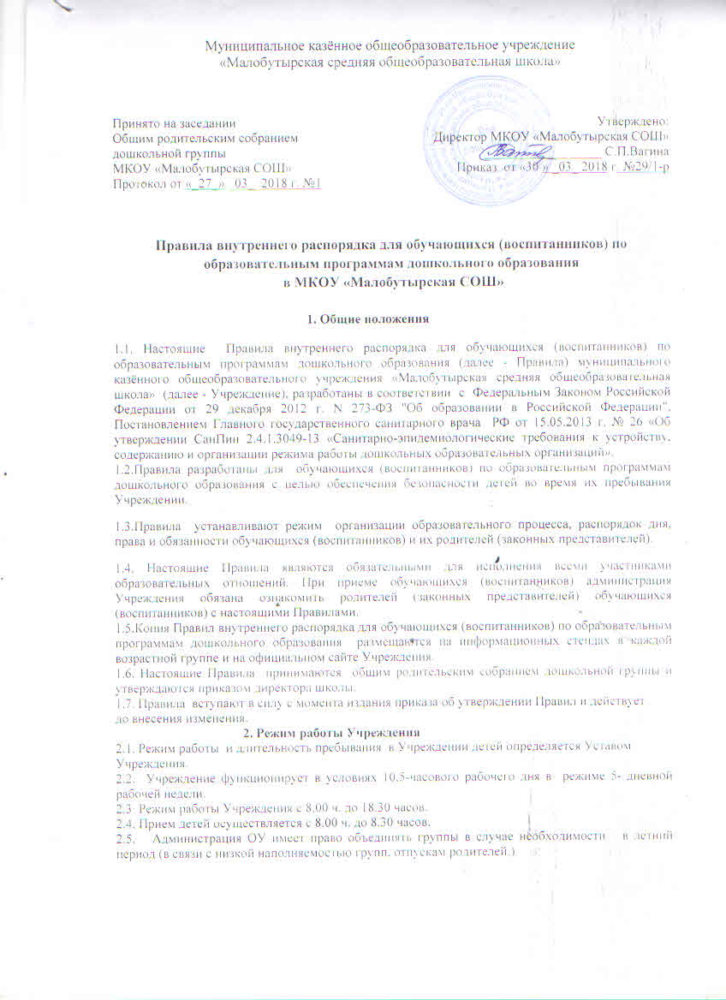 Муниципальное казённое общеобразовательное учреждение
«Малобутырская средняя общеобразовательная школа»
Принято на заседании
Общим родительским собранием
дошкольной группы
МКОУ «Малобутырская СОШ»
Протокол от «_27_»_ 03_ 2018 г. №1
Утверждено:
Директор МКОУ «Малобутырская СОШ»
С.П.Вагина
Приказ от «30 »_03_ 2018 г. №29/1-р
Правила внутреннего распорядка для обучающихся (воспитанников) по
образовательным программам дошкольного образования
в МКОУ «Малобутырская СОШ»
1. Общие положения
1.1. Настоящие Правила внутреннего распорядка для обучающихся (воспитанников) по
образовательным программам дошкольного образования (далее - Правила) муниципального
казённого общеобразовательного учреждения «Малобутырская средняя общеобразовательная
школа» (далее - Учреждение), разработаны в соответствии с Федеральным Законом Российской
Федерации от 29 декабря 2012 г. N 273-ФЗ "Об образовании в Российской Федерации",
Постановлением Главного государственного санитарного врача РФ от 15.05.2013 г. № 26 «Об
утверждении СанПин 2.4.1.3049-13 «Санитарно-эпидемиологические требования к устройству,
содержанию и организации режима работы дошкольных образовательных организаций».
1.2.Правила разработаны для обучающихся (воспитанников) по образовательным программам
дошкольного образования с целью обеспечения безопасности детей во время их пребывания
Учреждении.
1.3.Правила устанавливают режим организации образовательного процесса, распорядок дня,
права и обязанности обучающихся (воспитанников) и их родителей (законных представителей).
1.4. Настоящие Правила являются обязательными для исполнения всеми участниками
образовательных отношений. При приеме обучающихся (воспитанников) администрация
Учреждения обязана ознакомить родителей (законных представителей) обучающихся
(воспитанников) с настоящими Правилами.
1.5.Копия Правил внутреннего распорядка для обучающихся (воспитанников) по образовательным
программам дошкольного образования размещаются на информационных стендах в каждой
возрастной группе и на официальном сайте Учреждения.
1.6. Настоящие Правила принимаются общим родительским собранием дошкольной группы и
утверждаются приказом директора школы.
1.7. Правила вступают в силу с момента издания приказа об утверждении Правил и действует
до внесения изменения.
2. Режим работы Учреждения
2.1. Режим работы и длительность пребывания в Учреждении детей определяется Уставом
Учреждения.
2.2. Учреждение функционирует в условиях 10,5-часового рабочего дня в режиме 5- дневной
рабочей недели.
2.3 Режим работы Учреждения с 8.00 ч. до 18.30 часов.
2.4. Прием детей осуществляется с 8.00 ч. до 8.30 часов.
2.5. Администрация ОУ имеет право объединять группы в случае необходимости в летний
период (в связи с низкой наполняемостью групп, отпускам родителей.)